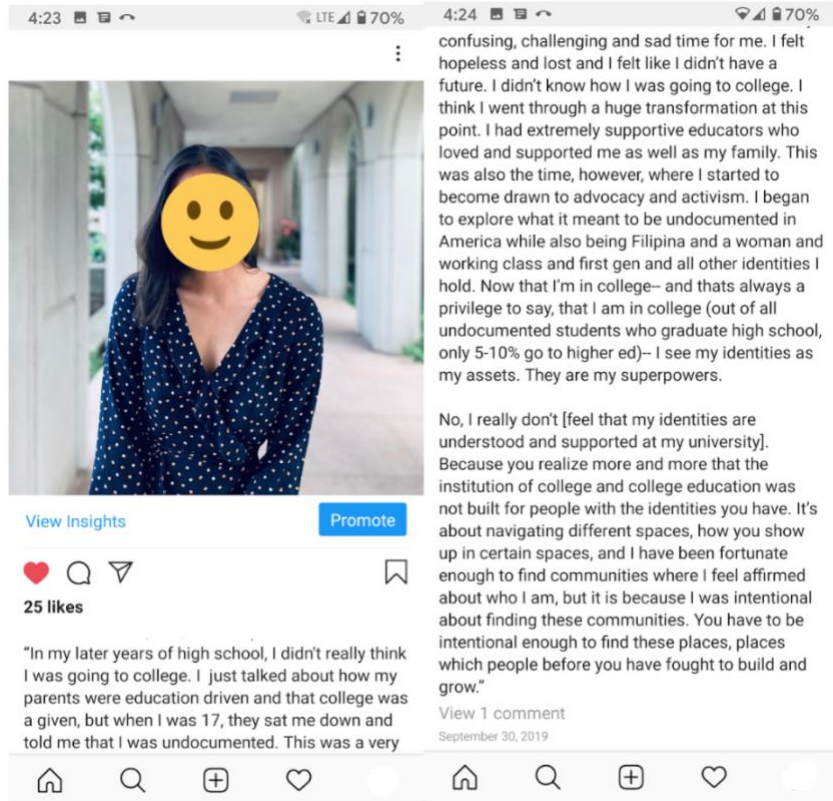 4:23
LTE 70%
View Insights
Promote
25 likes
“In my later years of high school, I didn't really think
I was going to college. I just talked about how my
parents were education driven and that college was
a given, but when I was 17, they sat me down and
told me that I was undocumented. This was a very
4:24
70%
confusing, challenging and sad time for me. I felt
hopeless and lost and I felt like I didn’t have a
future. I didn’t know how I was going to college. I
think I went through a huge transformation at this
point. I had extremely supportive educators who
loved and supported me as well as my family. This
was also the time, however, where I started to
become drawn to advocacy and activism. I began
to explore what it meant to be undocumented in
America while also being Filipina and a woman and
working class and first gen and all other identities I
hold. Now that I’m in college-- and thats always a
privilege to say, that I am in college (out of all
undocumented students who graduate high school,
only 5-10% go to higher ed)-- I see my identities as
my assets. They are my superpowers.
No, I really don’t [feel that my identities are
understood and supported at my university].
Because you realize more and more that the
institution of college and college education was
not built for people with the identities you have. It’s
about navigating different spaces, how you show
up in certain spaces, and I have been fortunate
enough to find communities where I feel affirmed
about who I am, but it is because I was intentional
about finding these communities. You have to be
intentional enough to find these places, places
which people before you have fought to build and
grow.”
View 1 comment
September 30, 2019